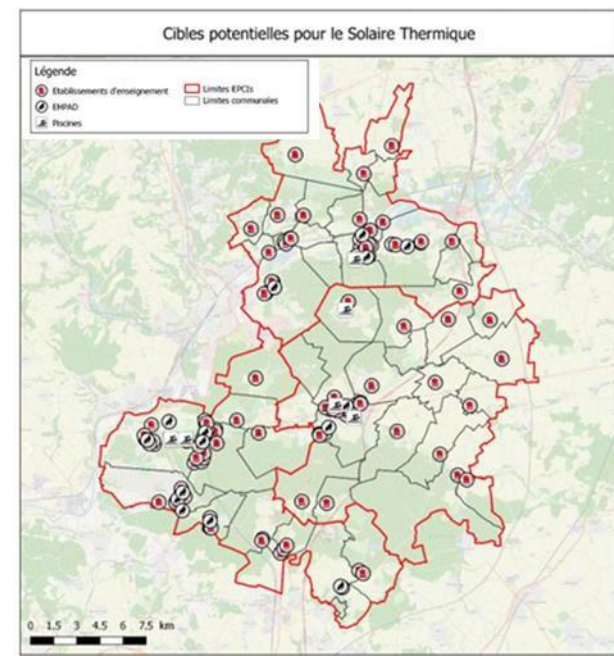 Cibles potentielles pour le Solaire Thermique
Légende
Etablissements d'enseignement
EHPAD
Piscines
Limites EPCIs
Limites communales
0 1.5 3 4.5 6 7.5 km